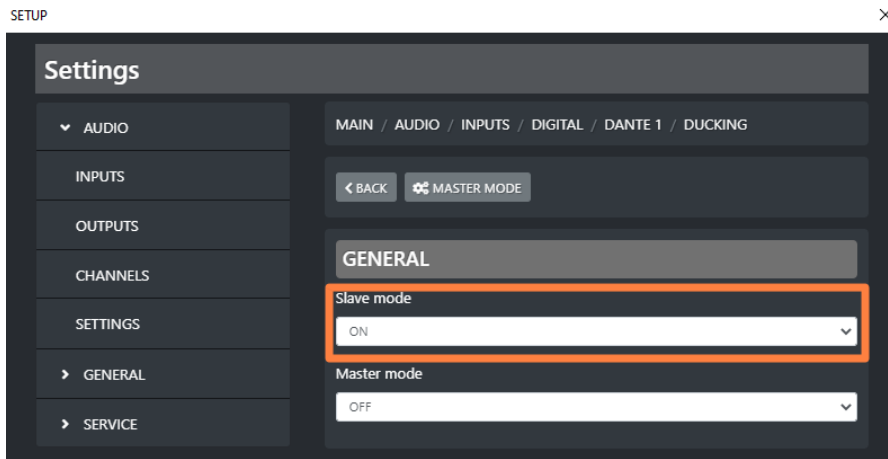 SETUP
Settings
AUDIO
INPUTS
OUTPUTS
CHANNELS
SETTINGS
GENERAL
SERVICE
MAIN / AUDIO / INPUTS / DIGITAL / DANTE 1 / DUCKING
BACK
MASTER MODE
GENERAL
Slave mode
ON
Master mode
OFF